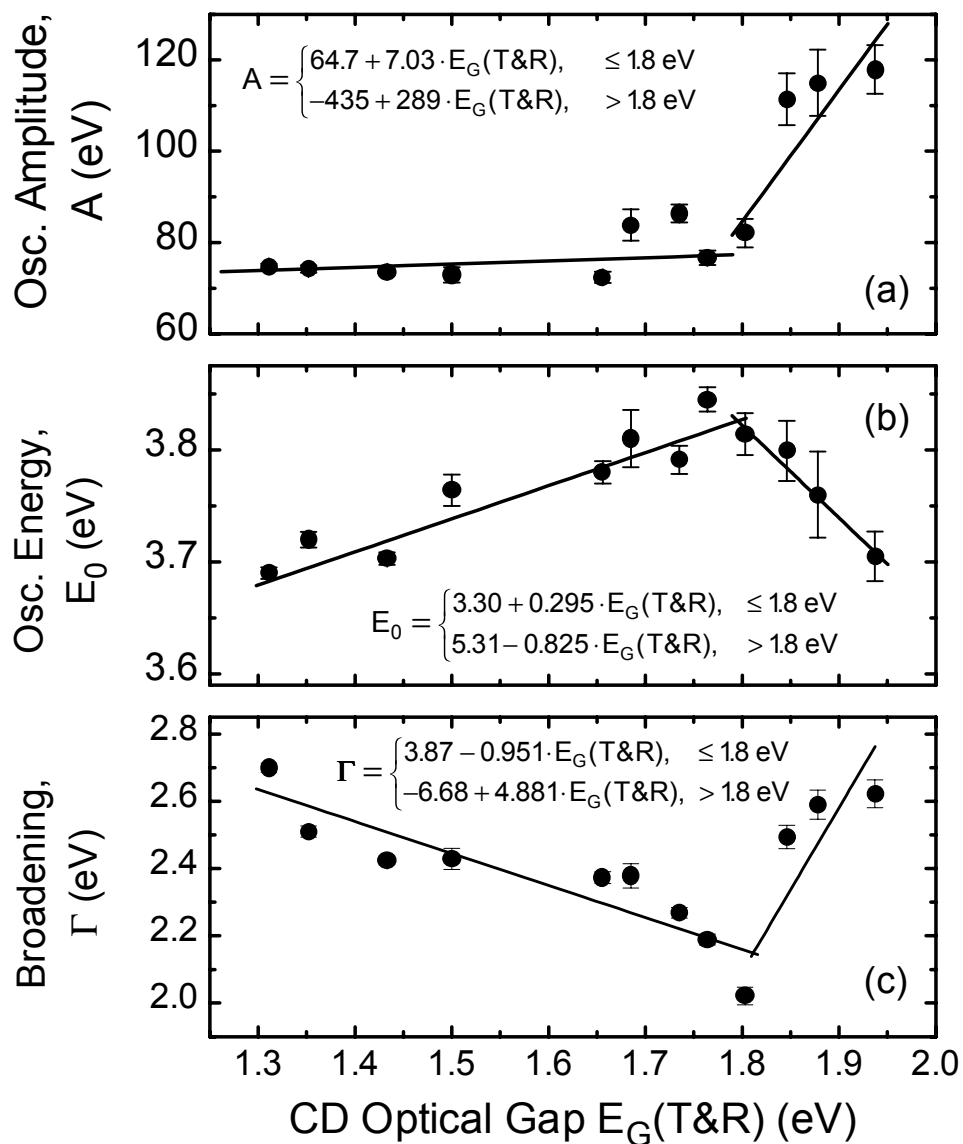 Osc. Amplitude,
A (eV)
120
100
80
60
A = { 64.7 + 7.03 · E_G(T&R), ≤ 1.8 eV
−435 + 289 · E_G(T&R), > 1.8 eV
(a)
Osc. Energy,
E_0 (eV)
3.8
3.7
3.6
(b)
E_0 = { 3.30 + 0.295 · E_G(T&R), ≤ 1.8 eV
5.31 − 0.825 · E_G(T&R), > 1.8 eV
Broadening,
Γ (eV)
2.8
2.6
2.4
2.2
2.0
Γ = { 3.87 − 0.951 · E_G(T&R), ≤ 1.8 eV
−6.68 + 4.881 · E_G(T&R), > 1.8 eV
(c)
1.3 1.4 1.5 1.6 1.7 1.8 1.9 2.0
CD Optical Gap E_G(T&R) (eV)